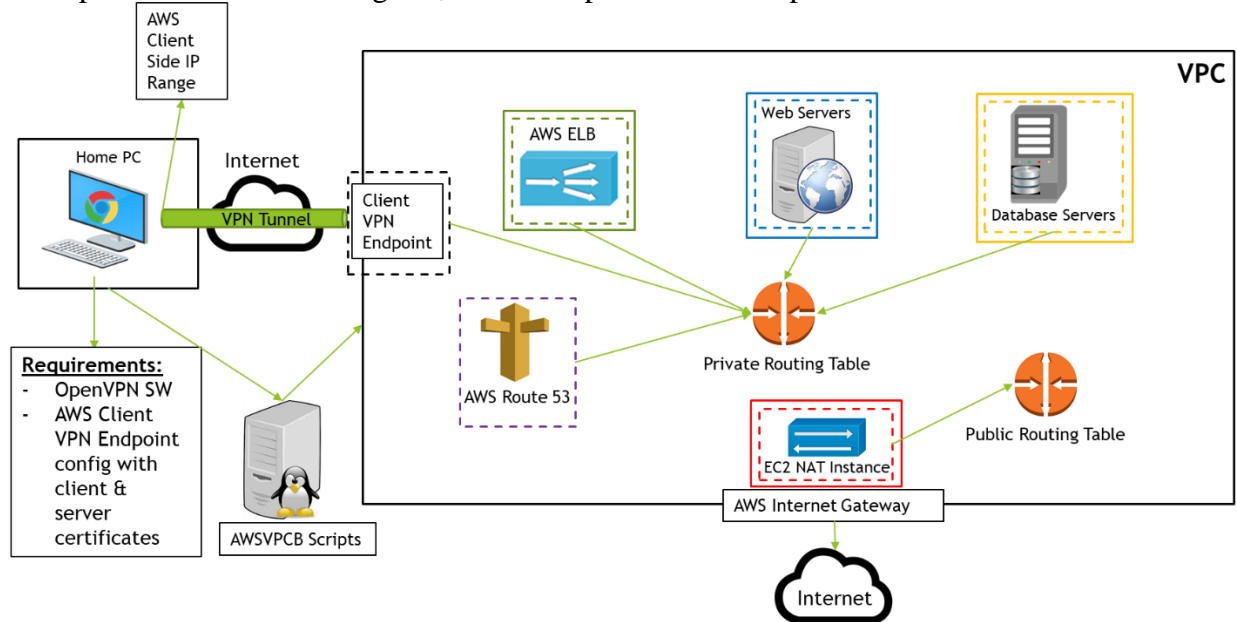 AWS
Client
Side IP
Range
VPC
Home PC
Internet
VPN Tunnel
Client
VPN
Endpoint
AWS ELB
Web Servers
Database Servers
AWS Route 53
Private Routing Table
Public Routing Table
EC2 NAT Instance
AWS Internet Gateway
Internet
Requirements:
- OpenVPN SW
- AWS Client
VPN Endpoint
config with
client &
server
certificates
AWSVPCB Scripts